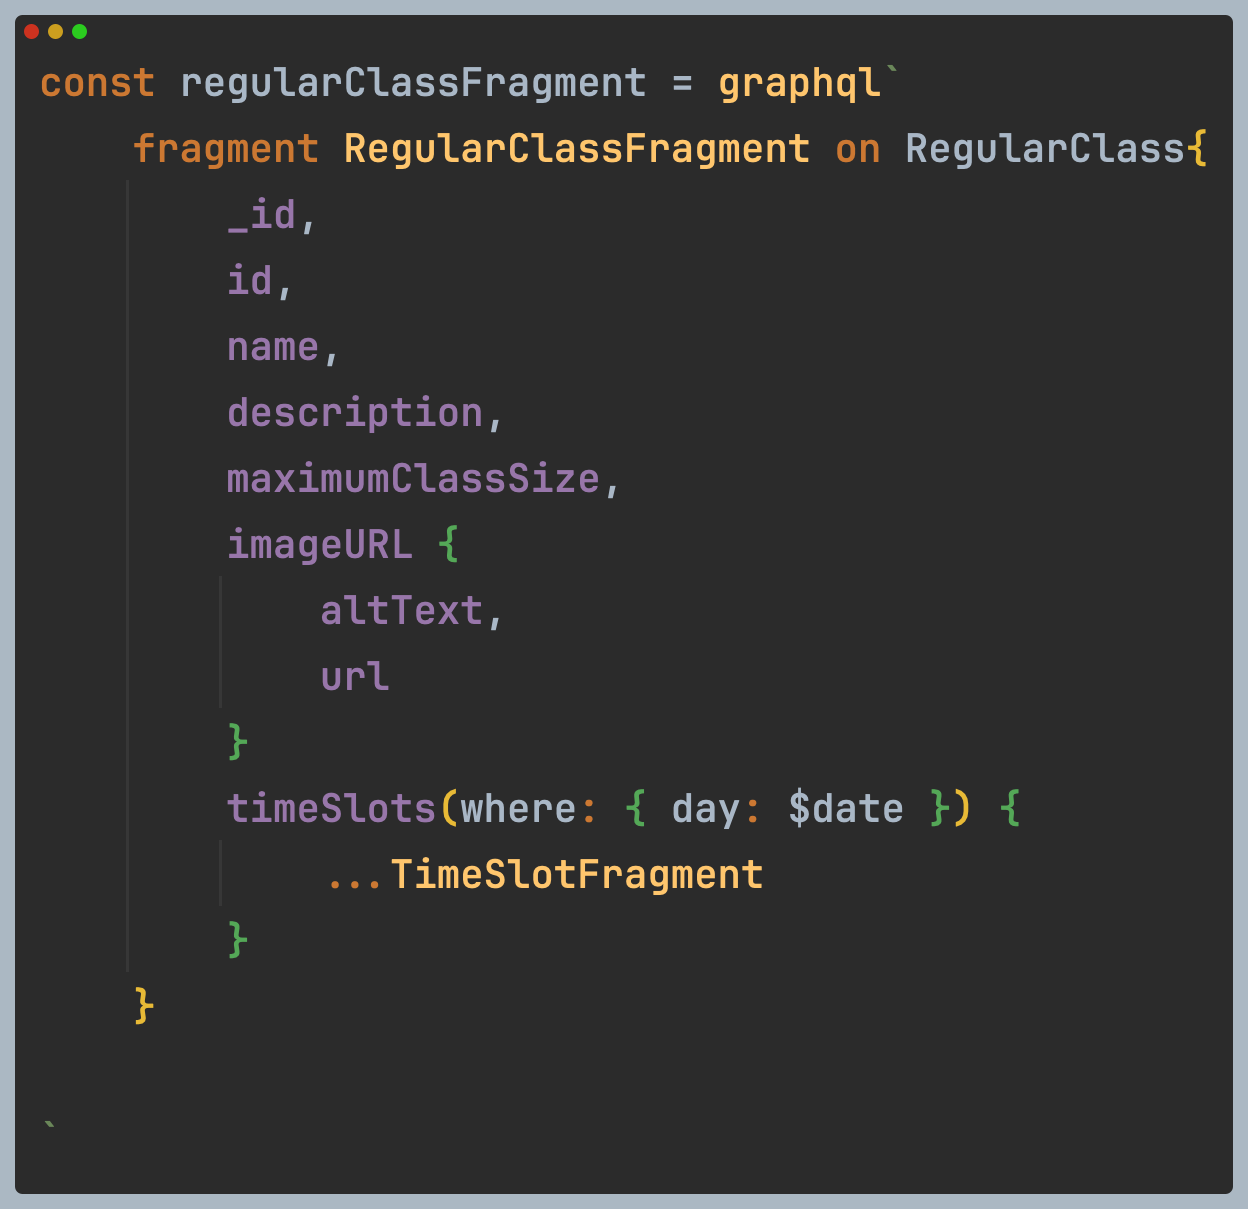 const regularClassFragment = graphql`
    fragment RegularClassFragment on RegularClass{
        _id,
        id,
        name,
        description,
        maximumClassSize,
        imageURL {
            altText,
            url
        }
        timeSlots(where: { day: $date }) {
            ...TimeSlotFragment
        }
    }
`